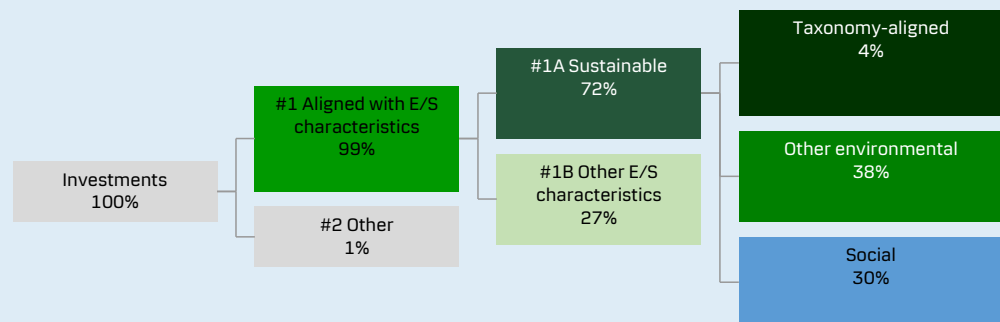 Investments
100%
#1 Aligned with E/S
characteristics
99%
#2 Other
1%
#1A Sustainable
72%
#1B Other E/S
characteristics
27%
Taxonomy-aligned
4%
Other environmental
38%
Social
30%